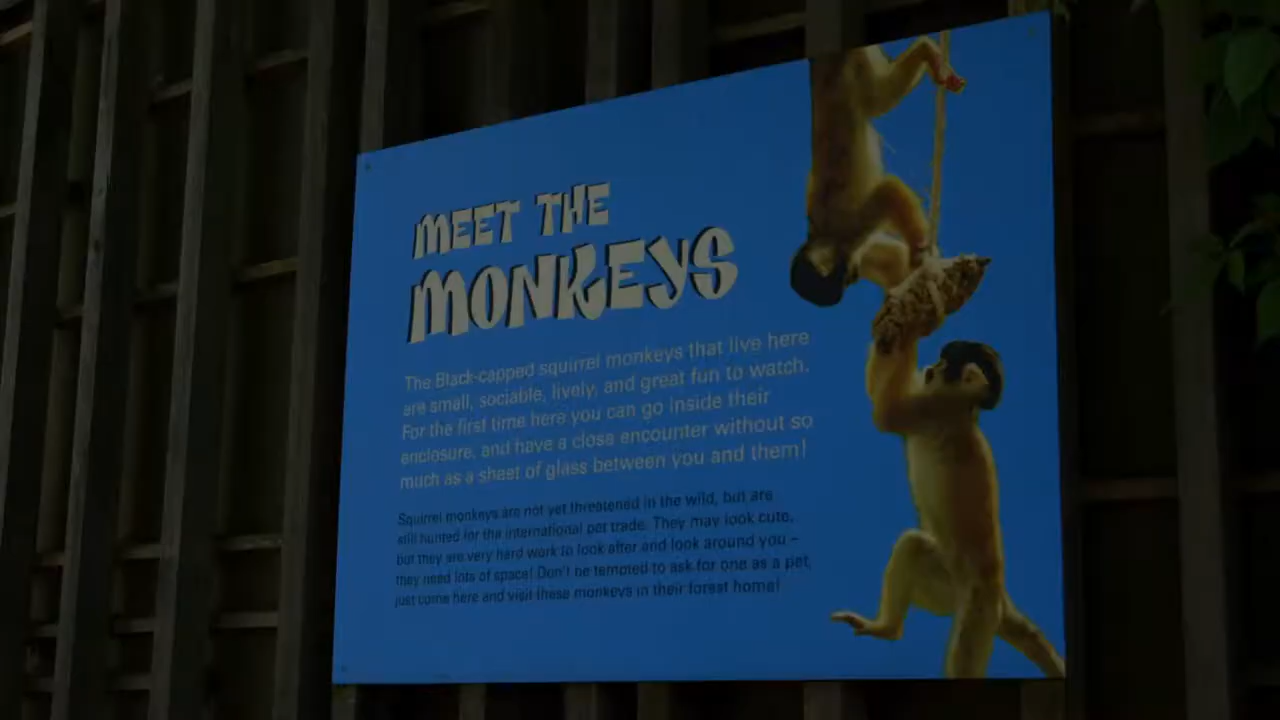 MEET THE
MONKEYS
The Black-capped squirrel monkeys that live here
are small, sociable, lively, and great fun to watch.
For the first time here you can go inside their
enclosure, and have a close encounter without so
much as a sheet of glass between you and them!
Squirrel monkeys are not yet threatened in the wild, but are
still hunted for the international pet trade. They may look cute,
but they are very hard work to look after and look around you –
they need lots of space! Don't be tempted to ask for one as a pet,
just come here and visit these monkeys in their forest home!